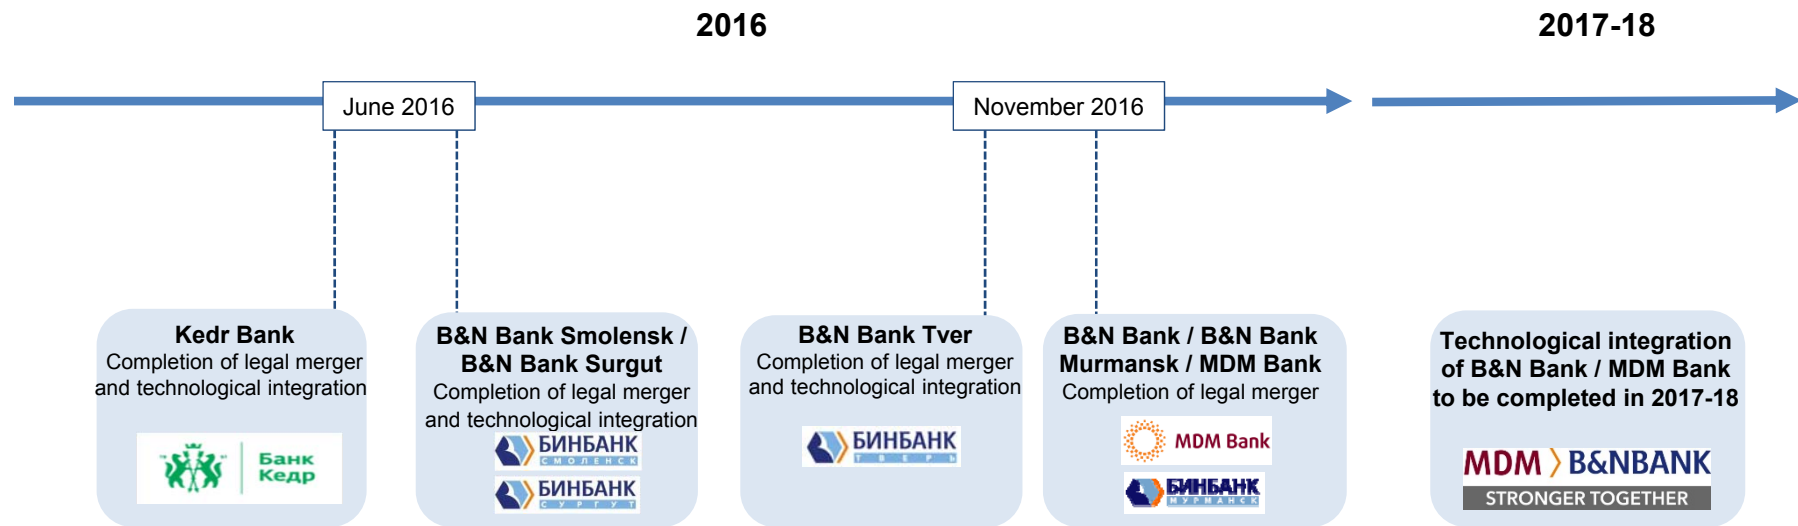 2016
2017-18
June 2016
November 2016
Kedr Bank
Completion of legal merger
and technological integration
Банк
Кедр
B&N Bank Smolensk /
B&N Bank Surgut
Completion of legal merger
and technological integration
БИНБАНК
СМОЛЕНСК
БИНБАНК
СУРГУТ
B&N Bank Tver
Completion of legal merger
and technological integration
БИНБАНК
ТВЕРЬ
B&N Bank / B&N Bank
Murmansk / MDM Bank
Completion of legal merger
MDM Bank
БИНБАНК
МУРМАНСК
Technological integration
of B&N Bank / MDM Bank
to be completed in 2017-18
MDM B&NBANK
STRONGER TOGETHER